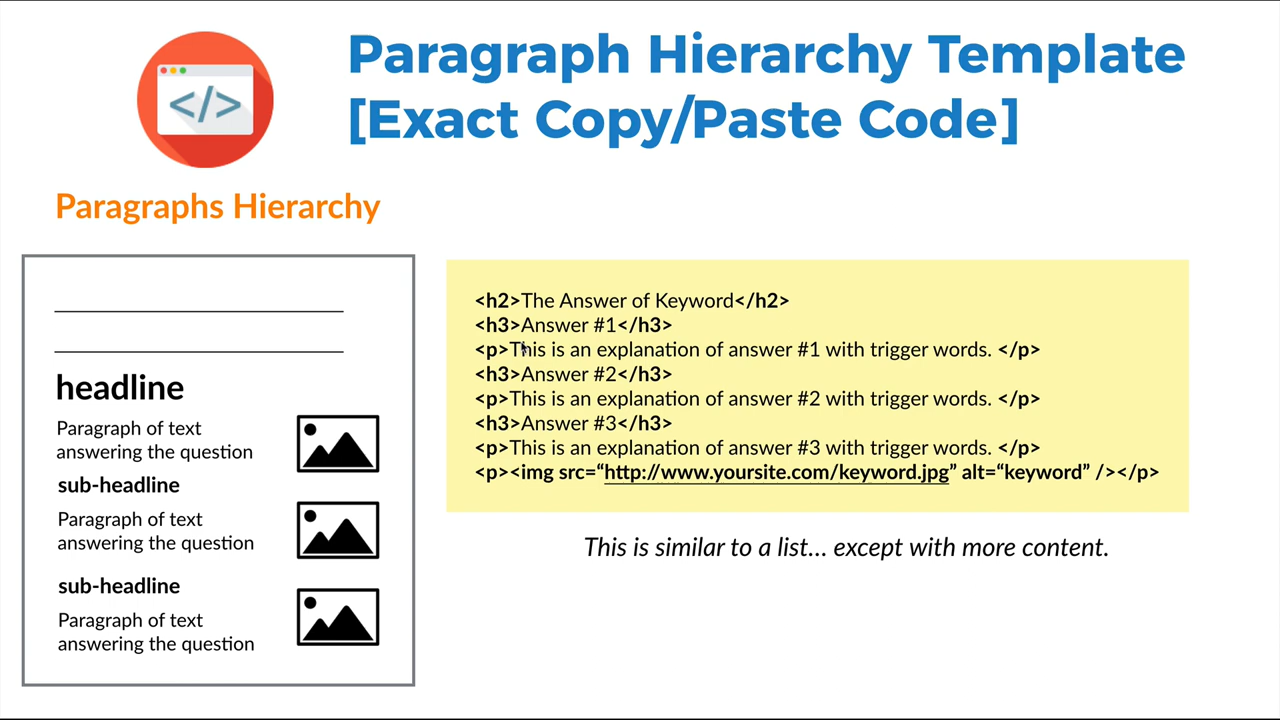 </>
Paragraph Hierarchy Template
[Exact Copy/Paste Code]
Paragraphs Hierarchy
headline
Paragraph of text
answering the question
sub-headline
Paragraph of text
answering the question
sub-headline
Paragraph of text
answering the question
<h2>The Answer of Keyword</h2>
<h3>Answer #1</h3>
<p>This is an explanation of answer #1 with trigger words. </p>
<h3>Answer #2</h3>
<p>This is an explanation of answer #2 with trigger words. </p>
<h3>Answer #3</h3>
<p>This is an explanation of answer #3 with trigger words. </p>
<p><img src=“http://www.yoursite.com/keyword.jpg” alt=“keyword” /></p>
This is similar to a list... except with more content.